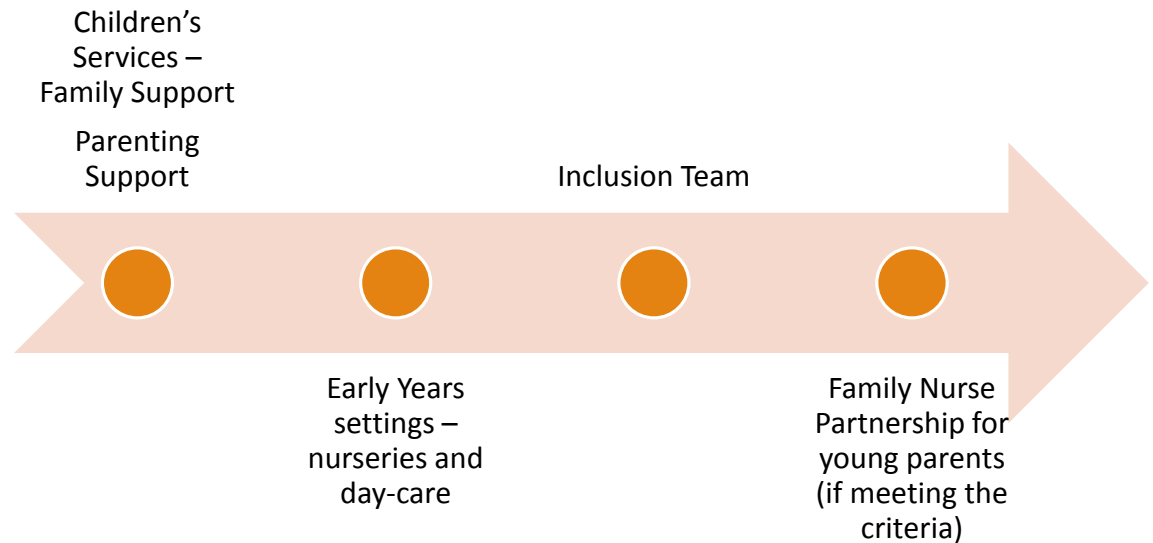 Children’s
Services –
Family Support
Parenting
Support
Early Years
settings –
nurseries and
day-care
Inclusion Team
Family Nurse
Partnership for
young parents
(if meeting the
criteria)